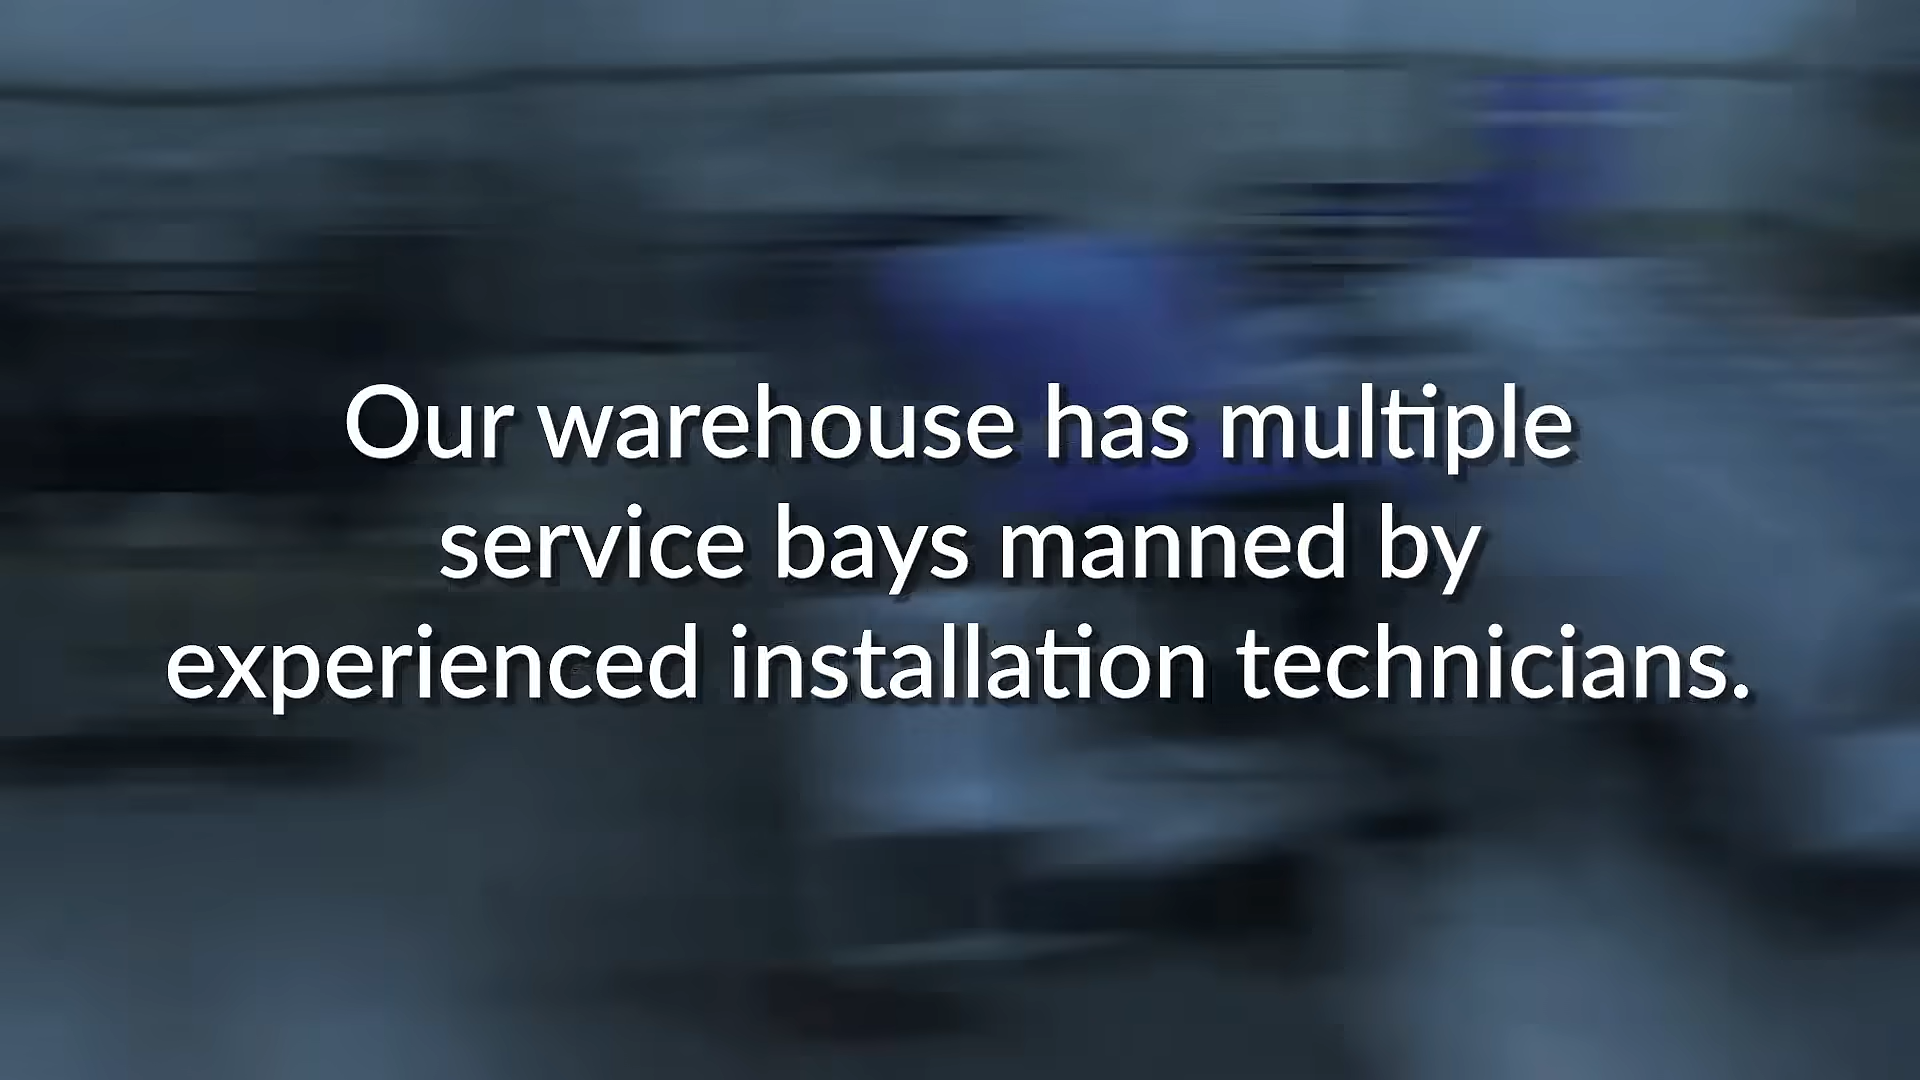 Our warehouse has multiple
service bays manned by
experienced installation technicians.